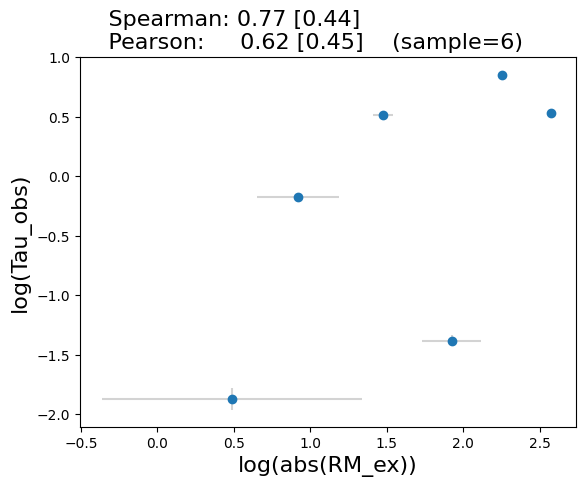 Spearman: 0.77 [0.44]
Pearson: 0.62 [0.45] (sample=6)
1.0
0.5
0.0
−0.5
−1.0
−1.5
−2.0
log(Tau_obs)
−0.5 0.0 0.5 1.0 1.5 2.0 2.5
log(abs(RM_ex))